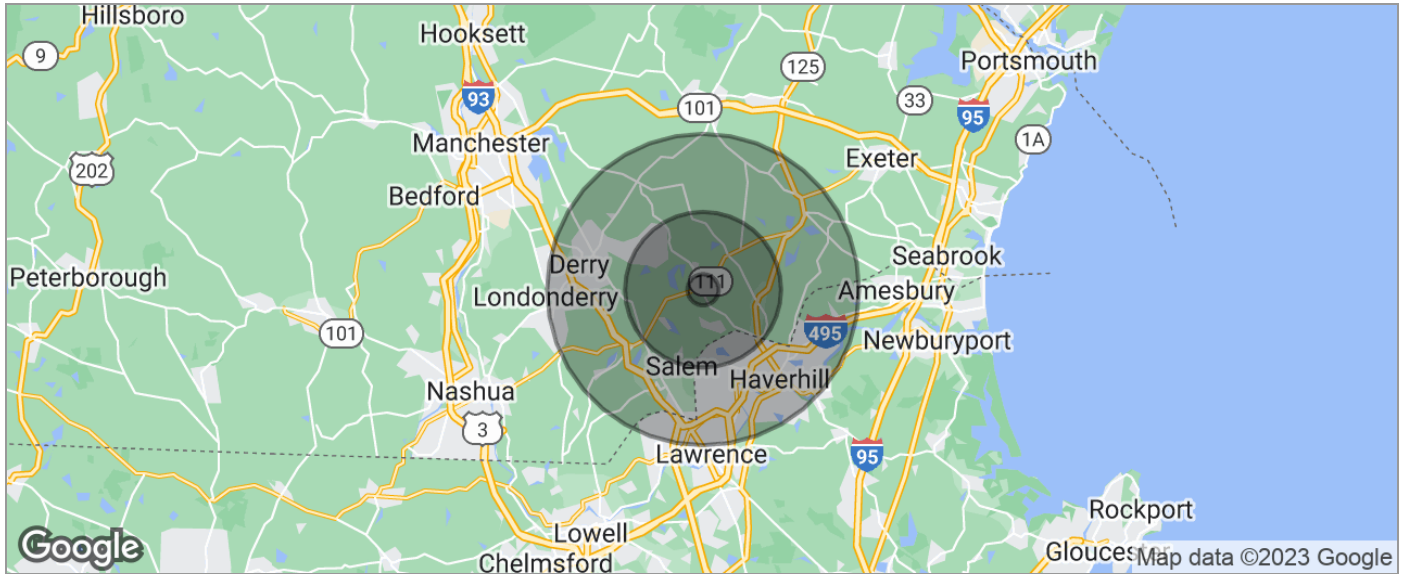 Hillsboro
Hooksett
9
125
Portsmouth
93
101
33
95
1A
Manchester
Exeter
202
Bedford
Seabrook
Derry
Peterborough
111
Londonderry
Amesbury
101
495
Newburyport
Salem
Haverhill
Nashua
3
Lawrence
95
Rockport
Lowell
Google
Gloucester
Map data ©2023 Google
Chelmsford